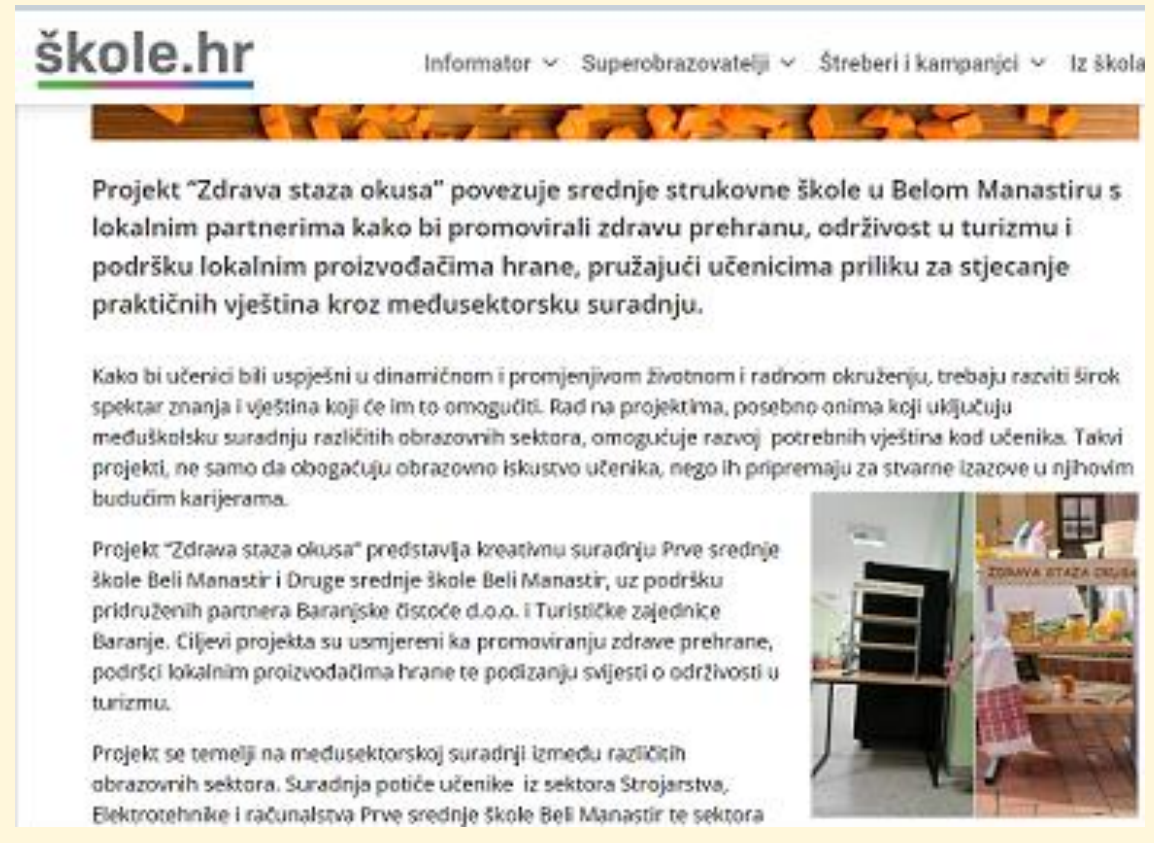 škole.hr
Informator
Superobrazovatelji
Štreberi i kampanjci
Iz škola
Projekt “Zdrava staza okusa” povezuje srednje strukovne škole u Belom Manastiru s
lokalnim partnerima kako bi promovirali zdravu prehranu, održivost u turizmu i
podršku lokalnim proizvođačima hrane, pružajući učenicima priliku za stjecanje
praktičnih vještina kroz međusektorsku suradnju.
Kako bi učenici bili uspješni u dinamičnom i promjenjivom životnom i radnom okruženju, trebaju razviti širok
spektar znanja i vještina koji će im to omogućiti. Rad na projektima, posebno onima koji uključuju
međuškolsku suradnju različitih obrazovnih sektora, omogućuje razvoj potrebnih vještina kod učenika. Takvi
projekti, ne samo da obogaćuju obrazovno iskustvo učenika, nego ih pripremaju za stvarne izazove u njihovim
budućim karijerama.
Projekt “Zdrava staza okusa” predstavlja kreativnu suradnju Prve srednje
škole Beli Manastir i Druge srednje škole Beli Manastir, uz podršku
pridruženih partnera Baranjske čistoće d.o.o. i Turističke zajednice
Baranje. Ciljevi projekta su usmjereni ka promoviranju zdrave prehrane,
podršci lokalnim proizvođačima hrane te podizanju svijesti o održivosti u
turizmu.
Projekt se temelji na međusektorskoj suradnji između različitih
obrazovnih sektora. Suradnja potiče učenike iz sektora Strojarstva,
Elektrotehnike i računalstva Prve srednje škole Beli Manastir te sektora
ZDRAVA STAZA OKUSA